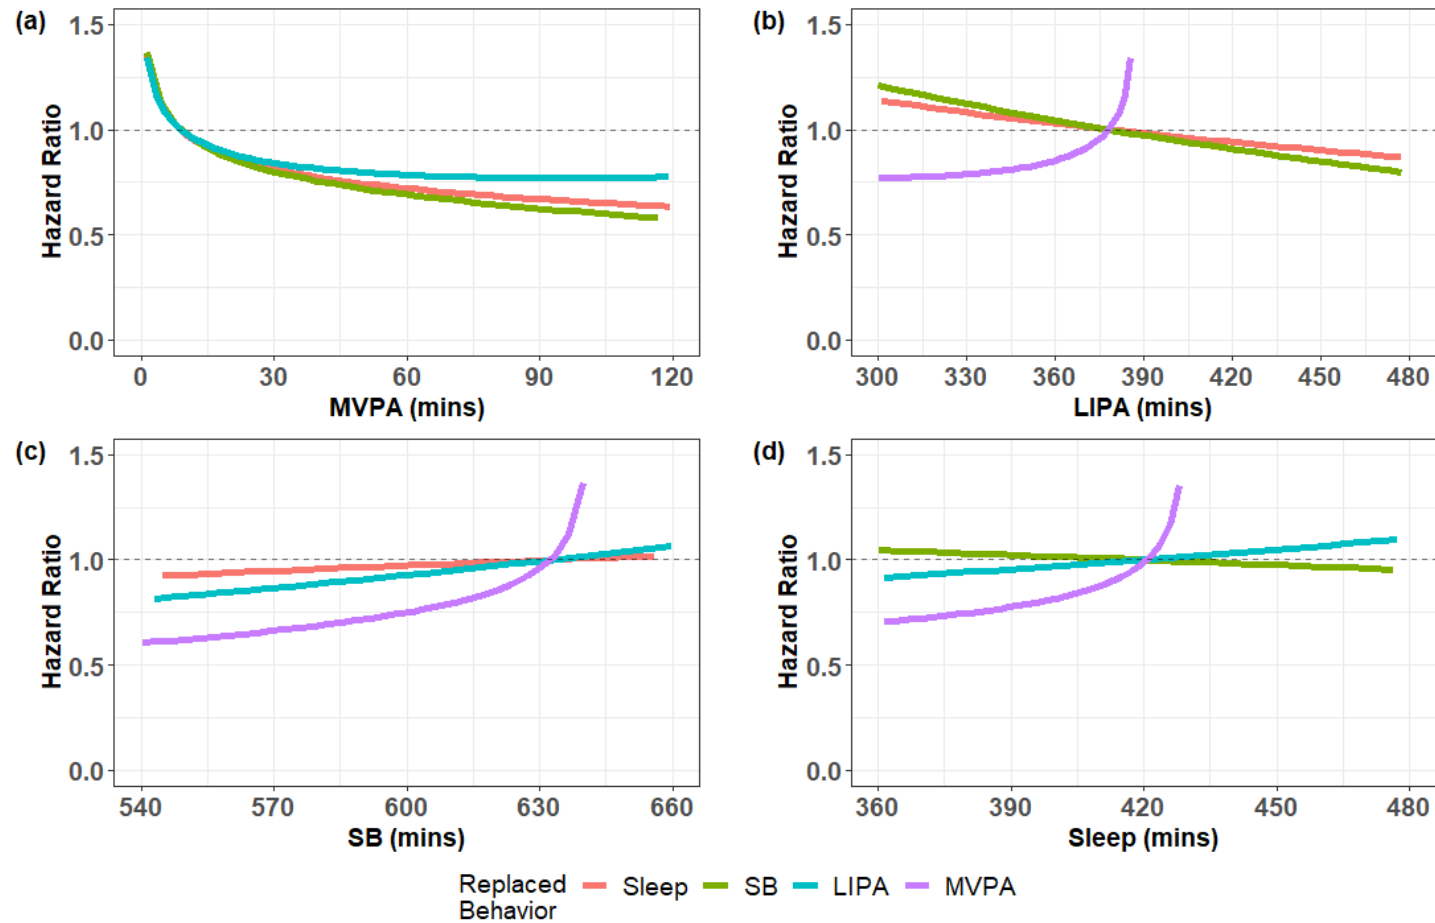 (a)
1.5
1.0
0.5
0.0
Hazard Ratio
0 30 60 90 120
MVPA (mins)
(b)
1.5
1.0
0.5
0.0
Hazard Ratio
300 330 360 390 420 450 480
LIPA (mins)
(c)
1.5
1.0
0.5
0.0
Hazard Ratio
540 570 600 630 660
SB (mins)
(d)
1.5
1.0
0.5
0.0
Hazard Ratio
360 390 420 450 480
Sleep (mins)
Replaced
Behavior
Sleep SB LIPA MVPA